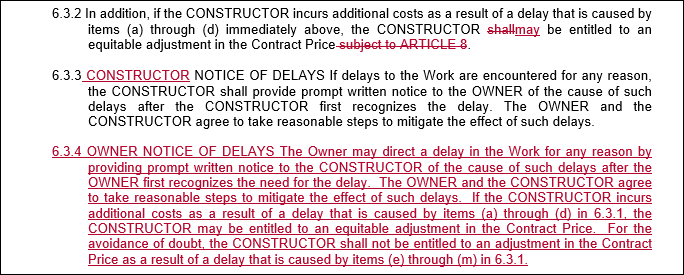 6.3.2 In addition, if the CONSTRUCTOR incurs additional costs as a result of a delay that is caused by
items (a) through (d) immediately above, the CONSTRUCTOR shallmay be entitled to an
equitable adjustment in the Contract Price subject to ARTICLE 8.
6.3.3 CONSTRUCTOR NOTICE OF DELAYS If delays to the Work are encountered for any reason,
the CONSTRUCTOR shall provide prompt written notice to the OWNER of the cause of such
delays after the CONSTRUCTOR first recognizes the delay. The OWNER and the
CONSTRUCTOR agree to take reasonable steps to mitigate the effect of such delays.
6.3.4 OWNER NOTICE OF DELAYS The Owner may direct a delay in the Work for any reason by
providing prompt written notice to the CONSTRUCTOR of the cause of such delays after the
OWNER first recognizes the need for the delay. The OWNER and the CONSTRUCTOR agree
to take reasonable steps to mitigate the effect of such delays. If the CONSTRUCTOR incurs
additional costs as a result of a delay that is caused by items (a) through (d) in 6.3.1, the
CONSTRUCTOR may be entitled to an equitable adjustment in the Contract Price. For the
avoidance of doubt, the CONSTRUCTOR shall not be entitled to an adjustment in the Contract
Price as a result of a delay that is caused by items (e) through (m) in 6.3.1.